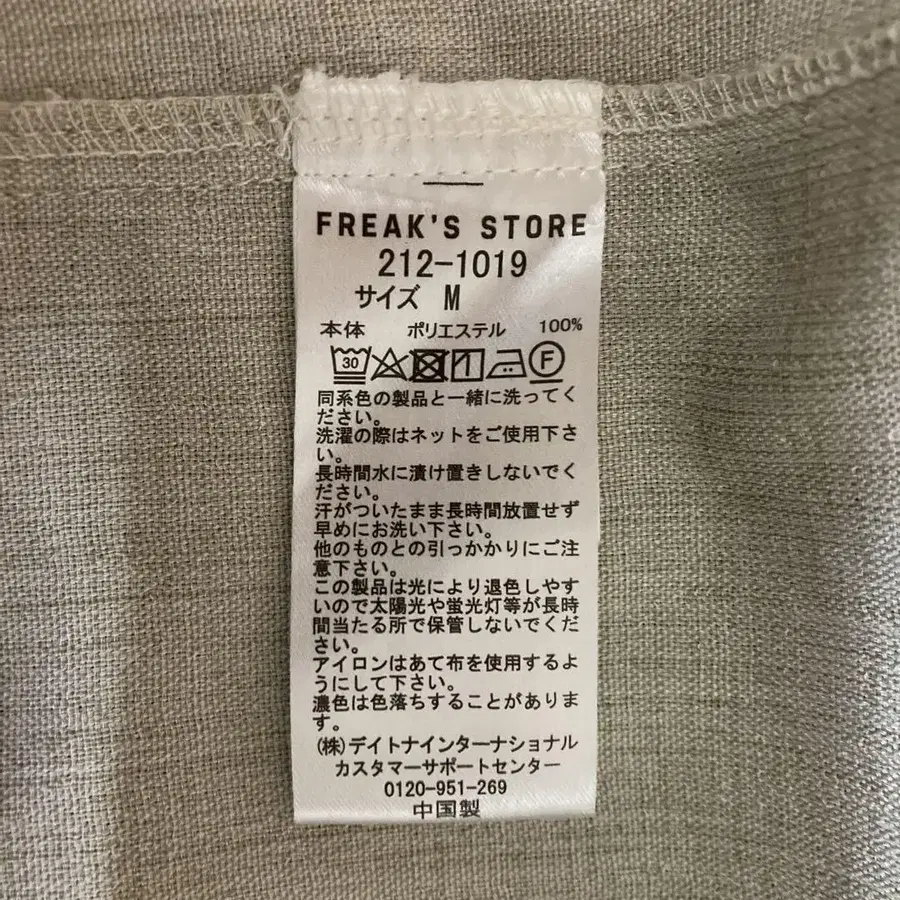 FREAK'S STORE
212-1019
サイズ M
本体 ポリエステル 100%
30 F
同系色の製品と一緒に洗ってく
ださい。
洗濯の際はネットをご使用下さ
い。
長時間水に漬け置きしないでく
ださい。
汗がついたまま長時間放置せず
早めにお洗い下さい。
他のものとの引っかかりにご注
意下さい。
この製品は光により退色しやす
いので太陽光や蛍光灯等が長時
間当たる所で保管しないでくだ
さい。
アイロンはあて布を使用するよ
うにして下さい。
濃色は色落ちすることがありま
す。
(株)デイトナインターナショナル
カスタマーサポートセンター
0120-951-269
中国製